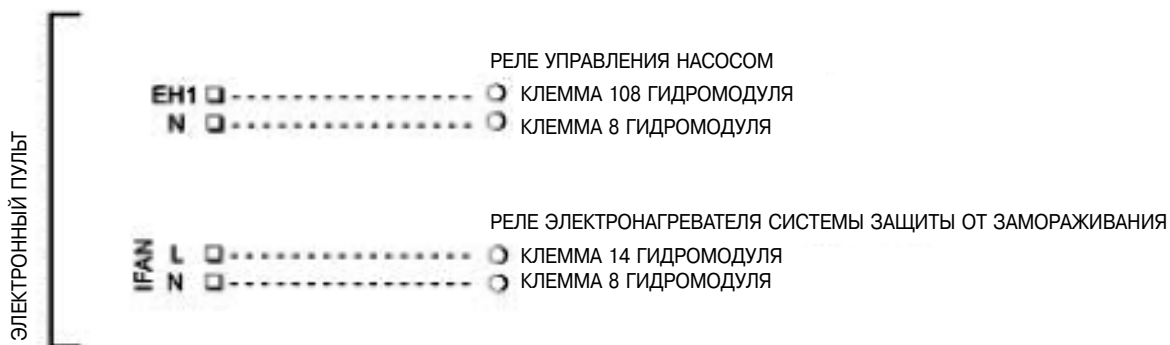 ЭЛЕКТРОННЫЙ ПУЛЬТ
РЕЛЕ УПРАВЛЕНИЯ НАСОСОМ
EH1 КЛЕММА 108 ГИДРОМОДУЛЯ
N КЛЕММА 8 ГИДРОМОДУЛЯ
РЕЛЕ ЭЛЕКТРОНАГРЕВАТЕЛЯ СИСТЕМЫ ЗАЩИТЫ ОТ ЗАМОРАЖИВАНИЯ
IFAN
L КЛЕММА 14 ГИДРОМОДУЛЯ
N КЛЕММА 8 ГИДРОМОДУЛЯ